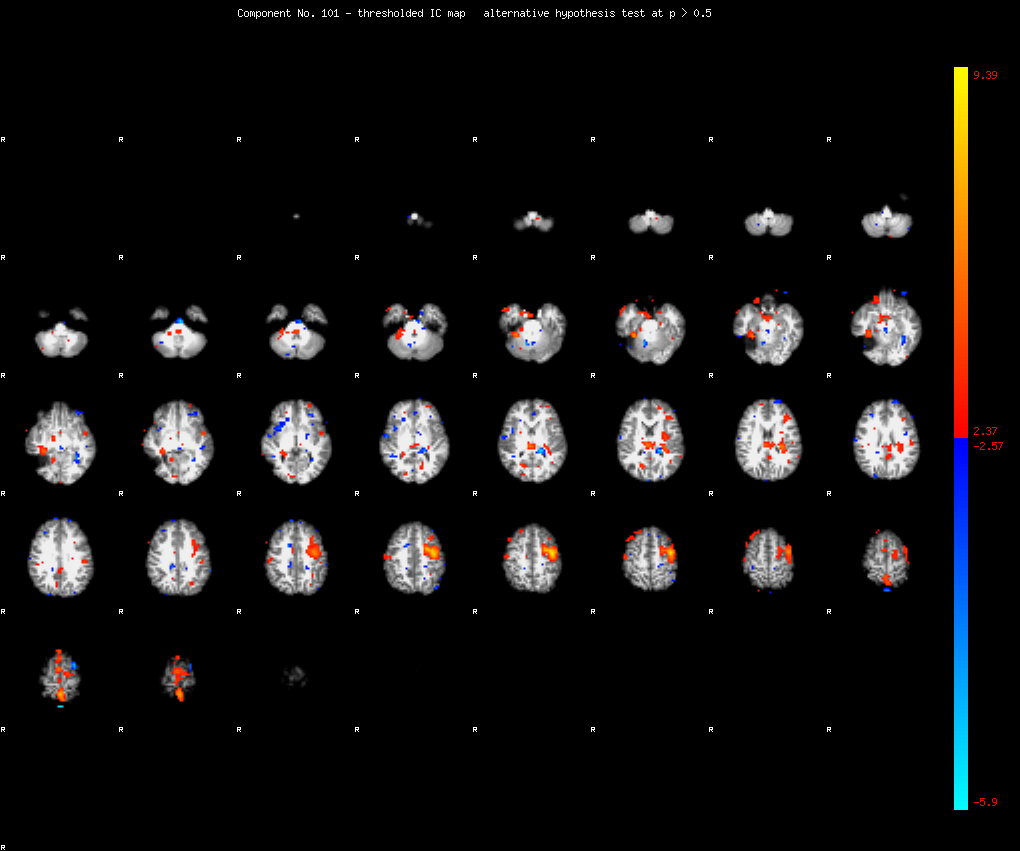 Component No. 101 - thresholded IC map   alternative hypothesis test at p > 0.5
9.39
R R R R R R R R
R R R R R R R R
R R R R R R R R
2.37
-2.57
R R R R R R R R
R R R R R R R R
R R R R R R R R
-5.9
R